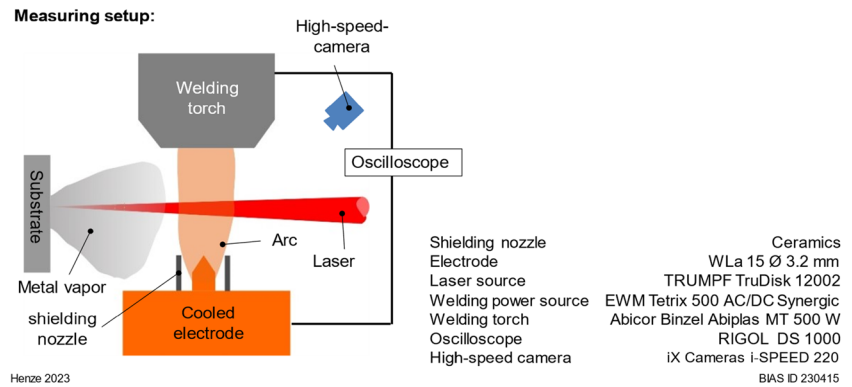 Measuring setup:
High-speed-
camera
Welding
torch
Oscilloscope
Substrate
Arc
Laser
Metal vapor
shielding
nozzle
Cooled
electrode
Shielding nozzle Ceramics
Electrode WLa 15 Ø 3.2 mm
Laser source TRUMPF TruDisk 12002
Welding power source EWM Tetrix 500 AC/DC Synergic
Welding torch Abicor Binzel Abiplas MT 500 W
Oscilloscope RIGOL DS 1000
High-speed camera iX Cameras i-SPEED 220
Henze 2023
BIAS ID 230415